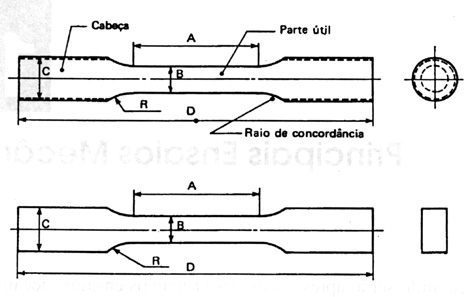 Cabeça
A
Parte útil
C
B
R
D
Raio de concordância
Principais Ensaios Mecân
A
C
B
R
D